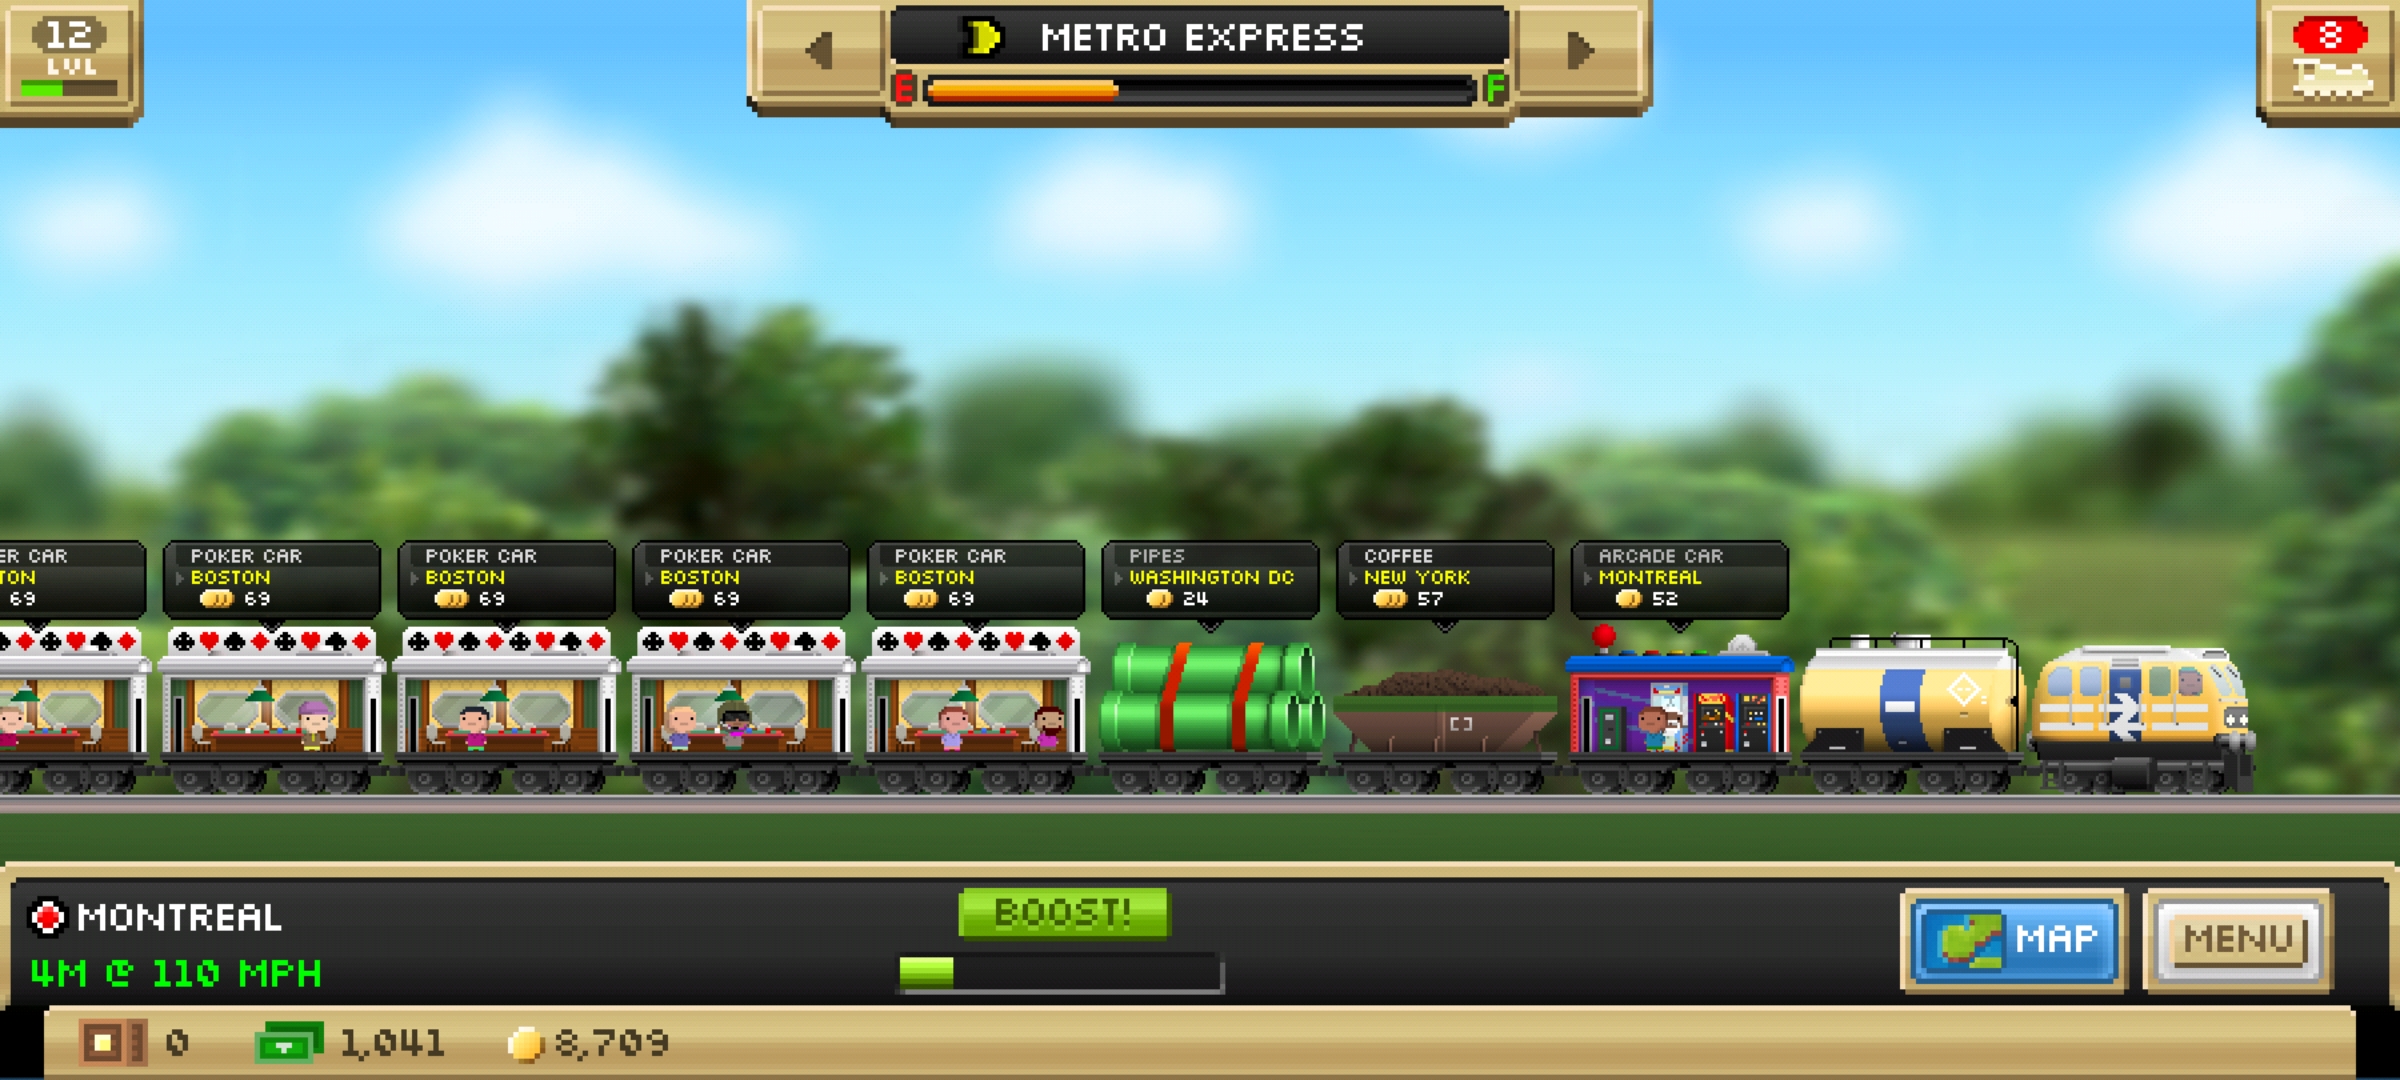 12
LVL
METRO EXPRESS
E F
8
ER CAR
TON
69
POKER CAR
BOSTON
69
POKER CAR
BOSTON
69
POKER CAR
BOSTON
69
POKER CAR
BOSTON
69
PIPES
WASHINGTON DC
24
COFFEE
NEW YORK
57
ARCADE CAR
MONTREAL
52
MONTREAL
4M @ 110 MPH
BOOST!
MAP
MENU
0 1,041 8,709